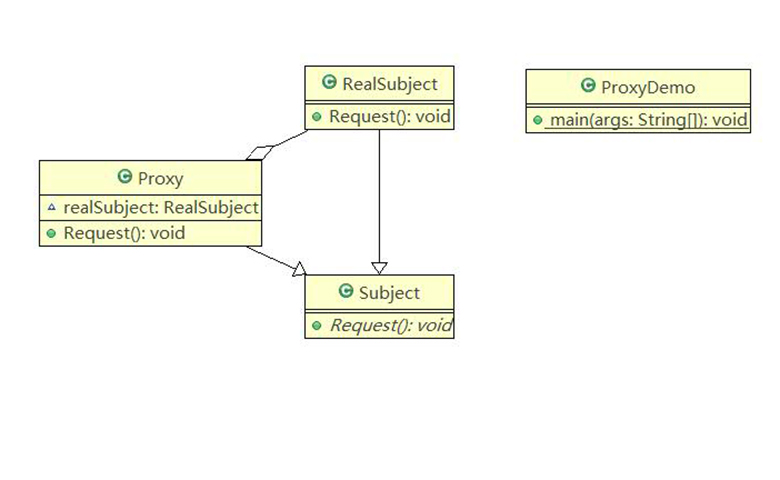 RealSubject
Request(): void
ProxyDemo
main(args: String[]): void
Proxy
realSubject: RealSubject
Request(): void
Subject
Request(): void